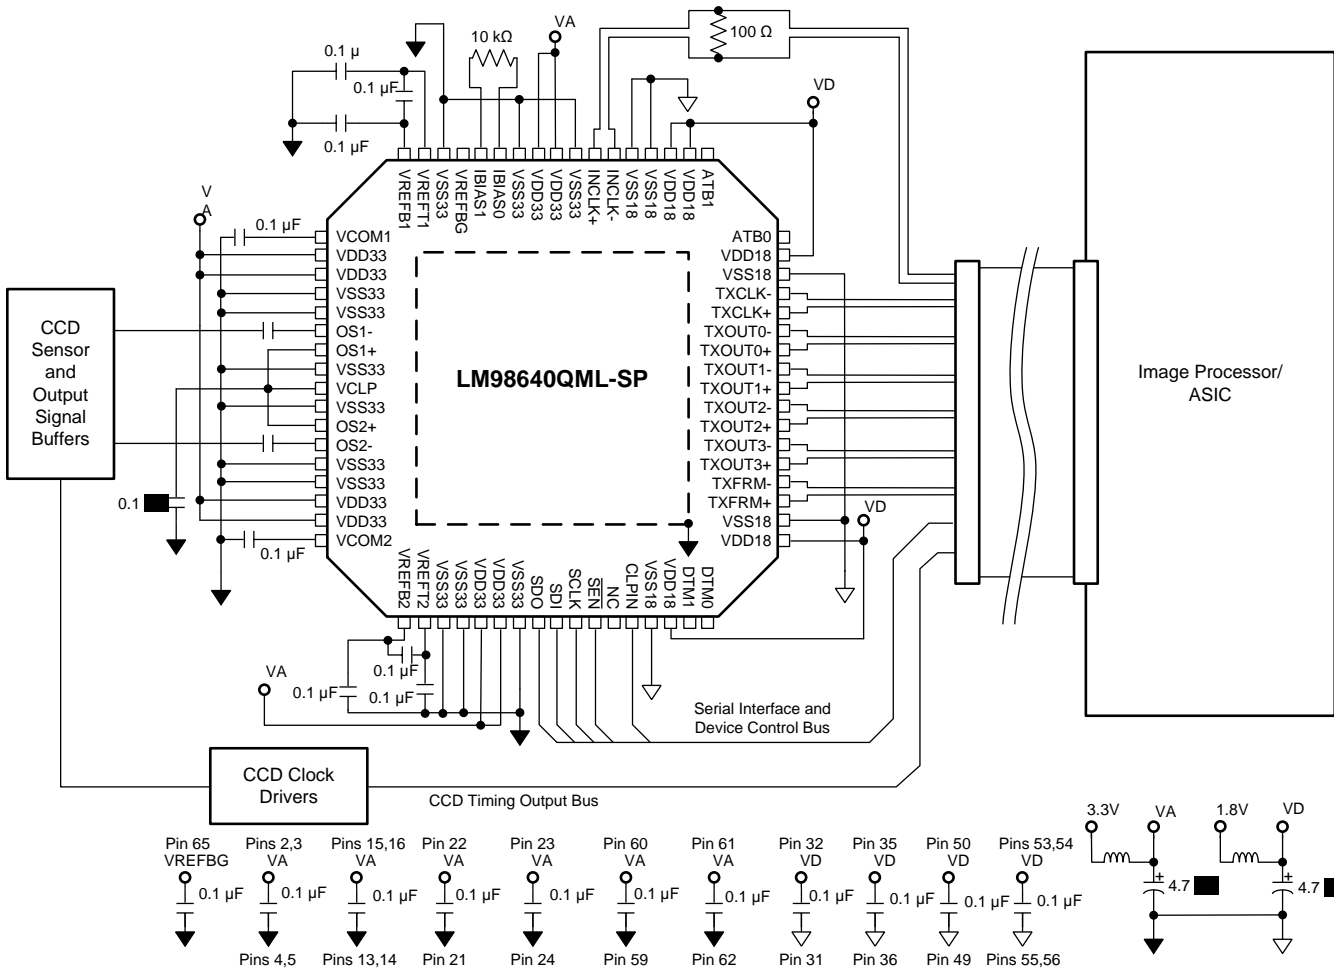 0.1 µ
0.1 µF
0.1 µF
10 kΩ
VA
100 Ω
VD
VREFB1
VREFT1
VSS33
VREFBG
IBIAS1
IBIAS0
VSS33
VDD33
VDD33
VSS33
INCLK+
INCLK-
VSS18
VSS18
VDD18
VDD18
ATB1
V
A
0.1 µF
VCOM1
VDD33
VDD33
VSS33
VSS33
OS1-
OS1+
VSS33
VCLP
VSS33
OS2+
OS2-
VSS33
VSS33
VDD33
VDD33
VCOM2
0.1
0.1 µF
CCD
Sensor
and
Output
Signal
Buffers
LM98640QML-SP
ATB0
VDD18
VSS18
TXCLK-
TXCLK+
TXOUT0-
TXOUT0+
TXOUT1-
TXOUT1+
TXOUT2-
TXOUT2+
TXOUT3-
TXOUT3+
TXFRM-
TXFRM+
VSS18
VDD18
VD
Image Processor/
ASIC
VREFB2
VREFT2
VSS33
VSS33
VDD33
VDD33
VSS33
SDO
SDI
SCLK
SEN
NC
CLPIN
VSS18
VDD18
DTM1
DTM0
VA
0.1 µF
0.1 µF
0.1 µF
Serial Interface and
Device Control Bus
CCD Clock
Drivers
CCD Timing Output Bus
Pin 65
VREFBG
0.1 µF
Pins 2,3
VA
0.1 µF
Pins 4,5
Pins 15,16
VA
0.1 µF
Pins 13,14
Pin 22
VA
0.1 µF
Pin 21
Pin 23
VA
0.1 µF
Pin 24
Pin 60
VA
0.1 µF
Pin 59
Pin 61
VA
0.1 µF
Pin 62
Pin 32
VD
0.1 µF
Pin 31
Pin 35
VD
0.1 µF
Pin 36
Pin 50
VD
0.1 µF
Pin 49
Pins 53,54
VD
0.1 µF
Pins 55,56
3.3V
VA
+
4.7
1.8V
VD
+
4.7